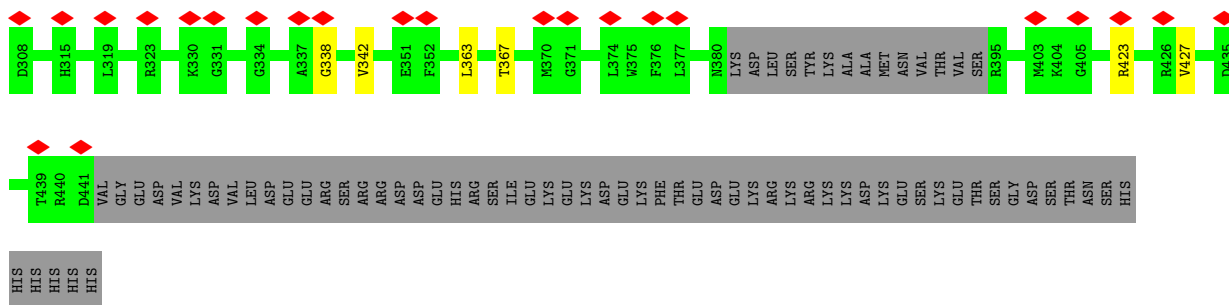 D308 H315 L319 R323 K330 G331 G334 A337 G338 V342 E351 F352 L363 T367 M370 G371 L374 W375 F376 L377 N380 LYS ASP LEU SER TYR LYS ALA ALA MET ASN VAL THR VAL SER R395 M403 K404 G405 R423 R426 V427 D435
T439 R440 D441 VAL GLY GLU ASP VAL LYS ASP VAL LEU ASP GLU GLU ARG SER ARG ARG ASP ASP GLU HIS ARG SER ILE GLU LYS GLU LYS ASP GLU LYS PHE THR GLU ASP GLU LYS ARG LYS ARG LYS LYS ASP LYS GLU SER LYS GLU THR SER GLY ASP SER THR ASN SER HIS
HIS HIS HIS HIS HIS